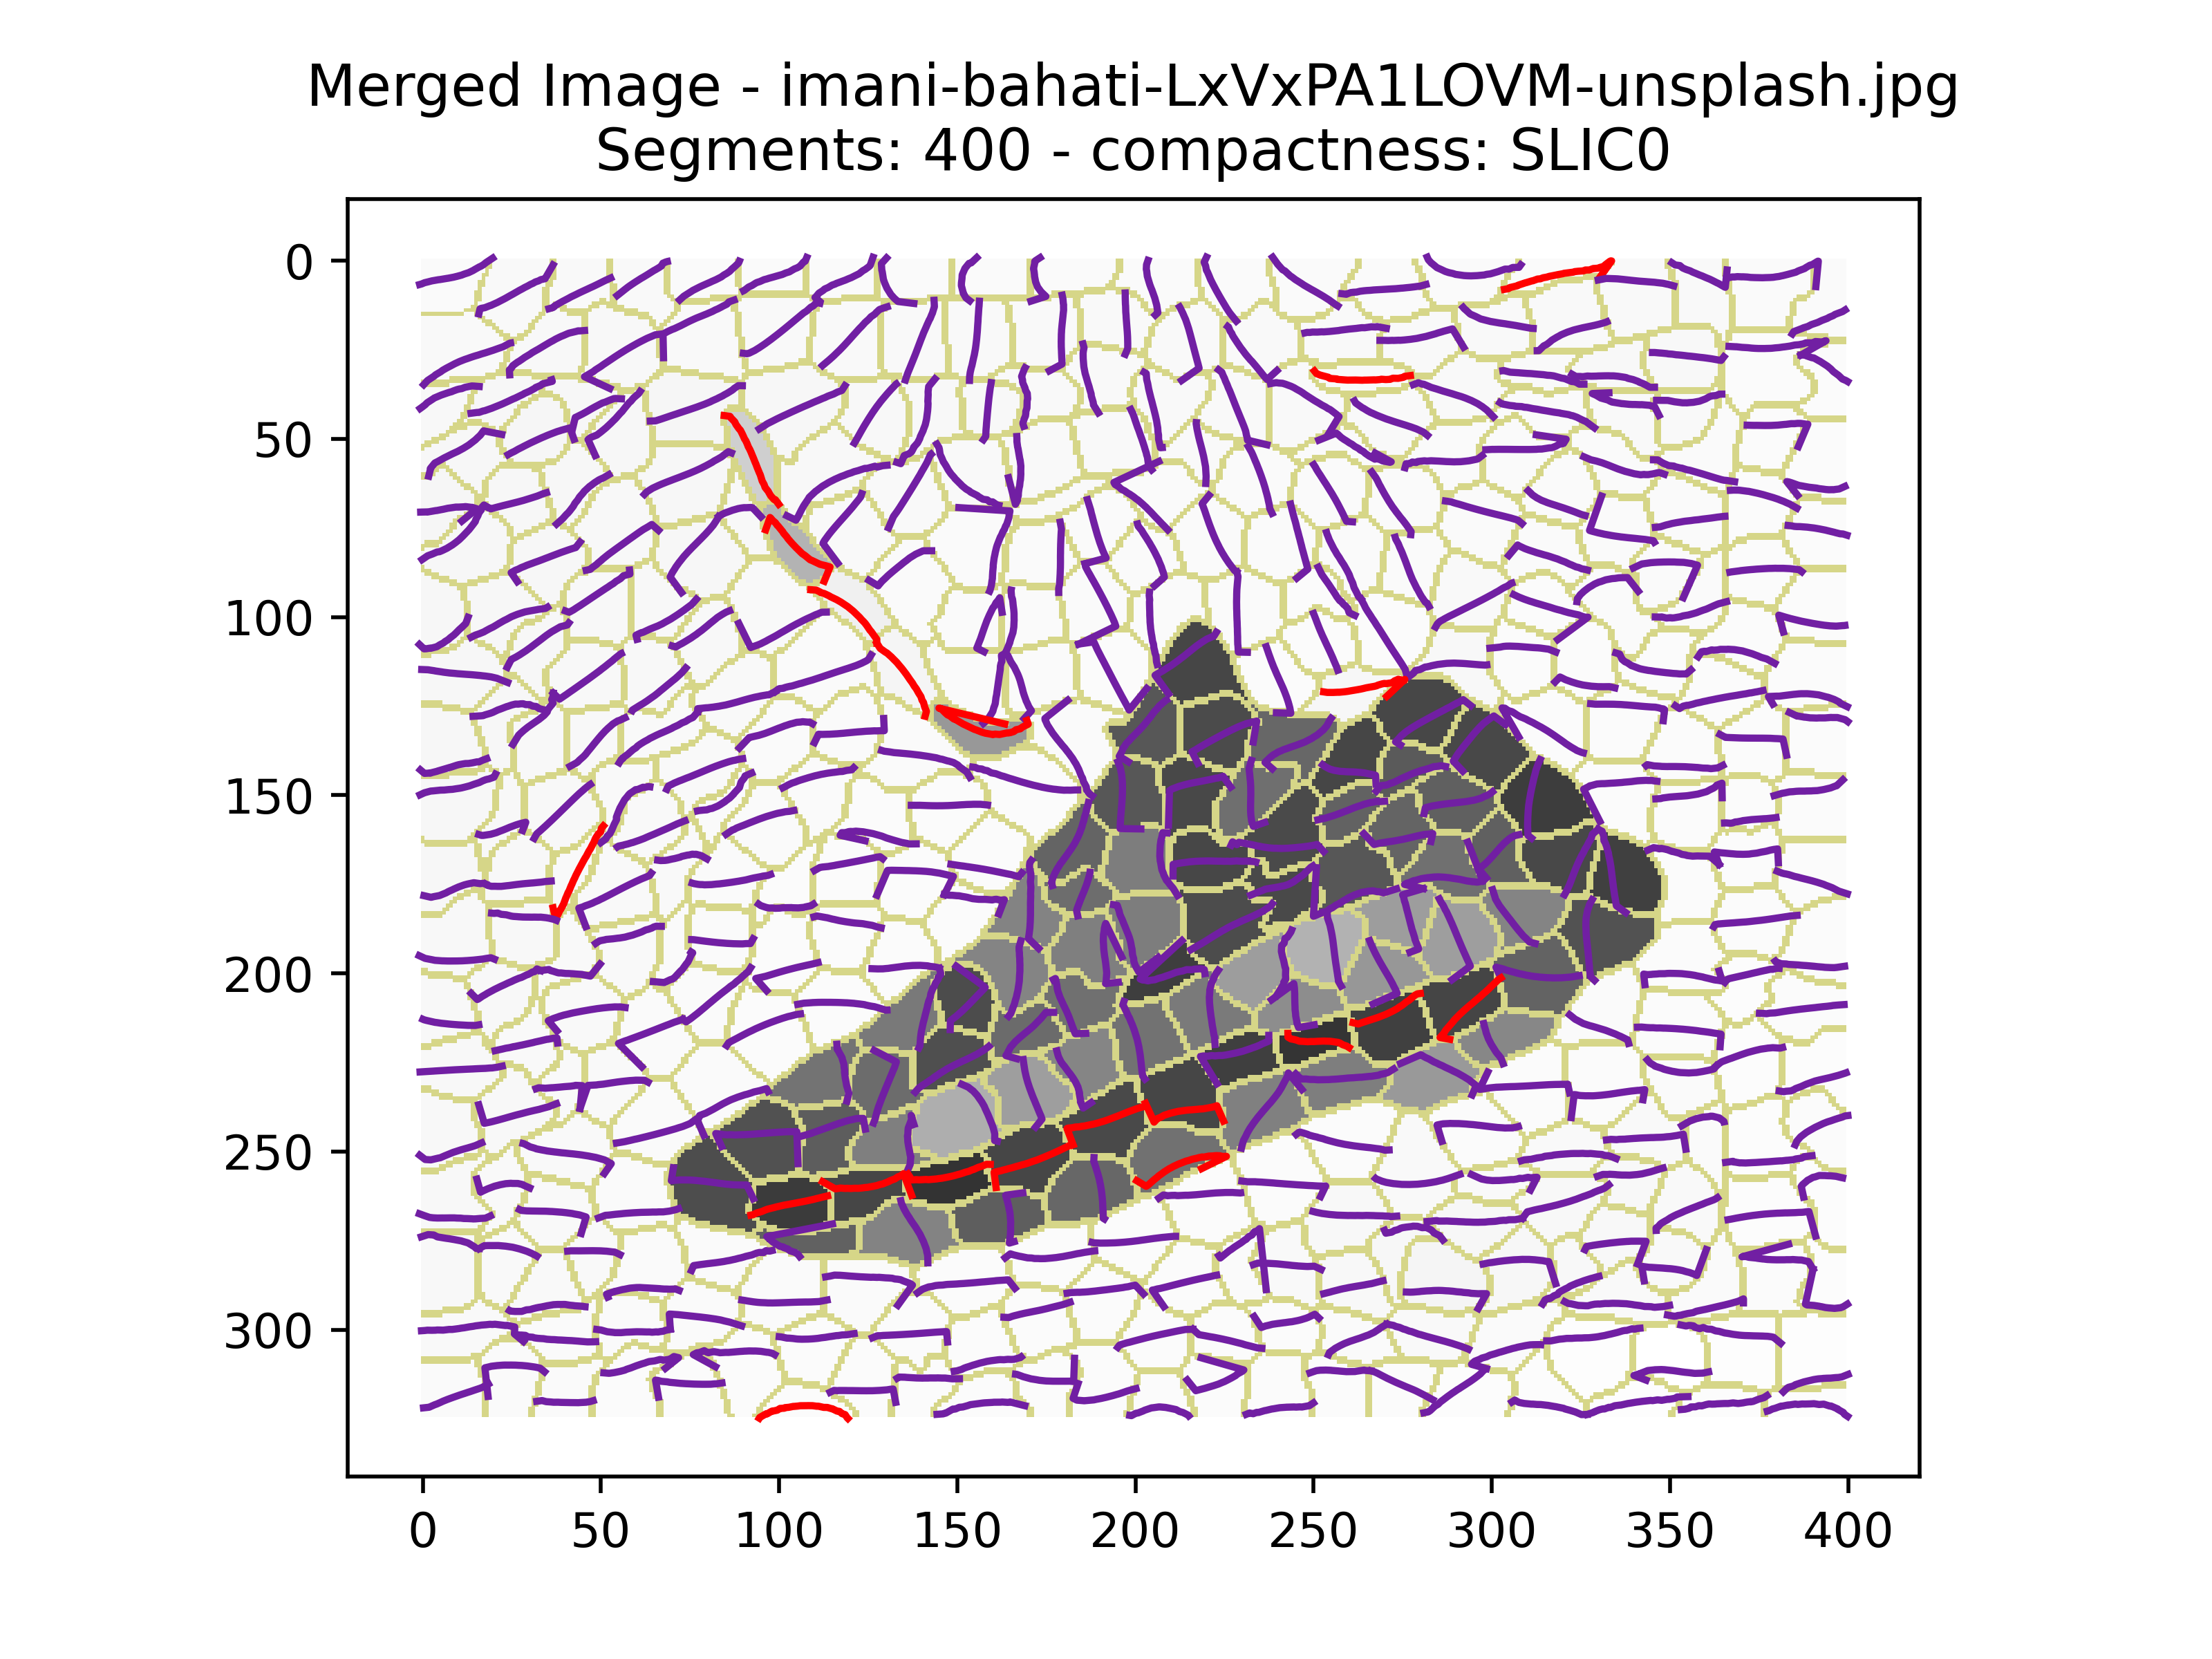 Merged Image - imani-bahati-LxVxPA1LOVM-unsplash.jpg
Segments: 400 - compactness: SLIC0
0
50
100
150
200
250
300
0 50 100 150 200 250 300 350 400